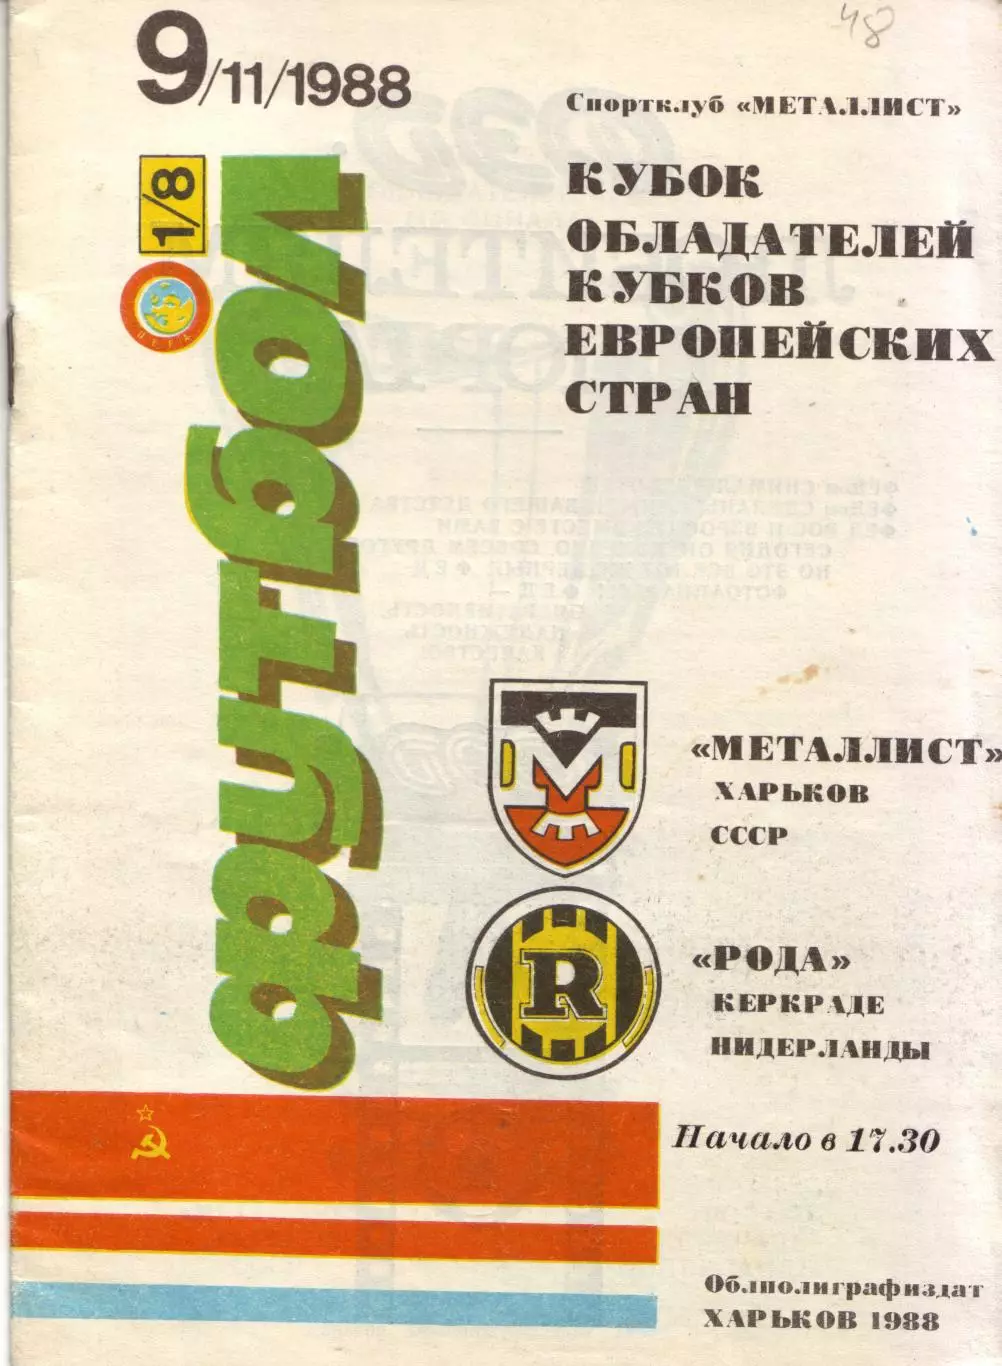 48
9/11/1988
Спортклуб «МЕТАЛЛИСТ»
КУБОК
ОБЛАДАТЕЛЕЙ
КУБКОВ
ЕВРОПЕЙСКИХ
СТРАН
1/8
UEFA
футбол
М
«МЕТАЛЛИСТ»
ХАРЬКОВ
СССР
R
«РОДА»
КЕРКРАДЕ
НИДЕРЛАНДЫ
Начало в 17.30
Облполиграфиздат
ХАРЬКОВ 1988